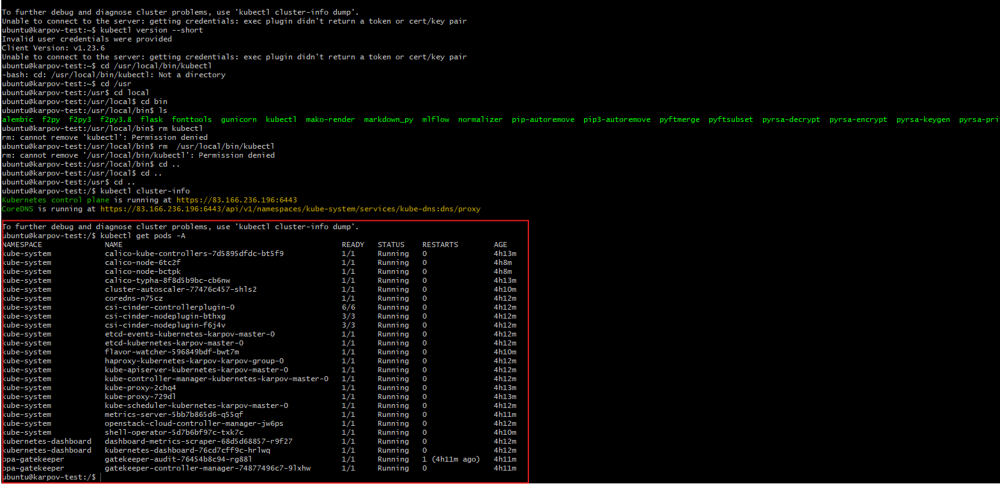 To further debug and diagnose cluster problems, use 'kubectl cluster-info dump'.
Unable to connect to the server: getting credentials: exec plugin didn't return a token or cert/key pair
ubuntu@karpov-test:~$ kubectl version --short
Invalid user credentials were provided
Client Version: v1.23.6
Unable to connect to the server: getting credentials: exec plugin didn't return a token or cert/key pair
ubuntu@karpov-test:~$ cd /usr/local/bin/kubectl
-bash: cd: /usr/local/bin/kubectl: Not a directory
ubuntu@karpov-test:~$ cd /usr
ubuntu@karpov-test:/usr$ cd local
ubuntu@karpov-test:/usr/local$ cd bin
ubuntu@karpov-test:/usr/local/bin$ ls
alembic f2py f2py3 f2py3.8 flask fonttools gunicorn kubectl mako-render markdown_py mlflow normalizer pip-autoremove pip3-autoremove pyftmerge pyftsubset pyrsa-decrypt pyrsa-encrypt pyrsa-keygen pyrsa-pri
ubuntu@karpov-test:/usr/local/bin$ rm kubectl
rm: cannot remove 'kubectl': Permission denied
ubuntu@karpov-test:/usr/local/bin$ rm  /usr/local/bin/kubectl
rm: cannot remove '/usr/local/bin/kubectl': Permission denied
ubuntu@karpov-test:/usr/local/bin$ cd ..
ubuntu@karpov-test:/usr/local$ cd ..
ubuntu@karpov-test:/usr$ cd ..
ubuntu@karpov-test:/$ kubectl cluster-info
Kubernetes control plane is running at https://83.166.236.196:6443
CoreDNS is running at https://83.166.236.196:6443/api/v1/namespaces/kube-system/services/kube-dns:dns/proxy
To further debug and diagnose cluster problems, use 'kubectl cluster-info dump'.
ubuntu@karpov-test:/$ kubectl get pods -A
NAMESPACE NAME READY STATUS RESTARTS AGE
kube-system calico-kube-controllers-7d5895dfdc-bt5f9 1/1 Running 0 4h13m
kube-system calico-node-6tc2f 1/1 Running 0 4h8m
kube-system calico-node-bctpk 1/1 Running 0 4h8m
kube-system calico-typha-8f8d5b9bc-cb6nw 1/1 Running 0 4h13m
kube-system cluster-autoscaler-77476c457-shls2 1/1 Running 0 4h10m
kube-system coredns-n75cz 1/1 Running 0 4h12m
kube-system csi-cinder-controllerplugin-0 6/6 Running 0 4h12m
kube-system csi-cinder-nodeplugin-bthxg 3/3 Running 0 4h12m
kube-system csi-cinder-nodeplugin-f6j4v 3/3 Running 0 4h12m
kube-system etcd-events-kubernetes-karpov-master-0 1/1 Running 0 4h12m
kube-system etcd-kubernetes-karpov-master-0 1/1 Running 0 4h12m
kube-system flavor-watcher-596849bdf-bwt7m 1/1 Running 0 4h10m
kube-system haproxy-kubernetes-karpov-karpov-group-0 1/1 Running 0 4h12m
kube-system kube-apiserver-kubernetes-karpov-master-0 1/1 Running 0 4h12m
kube-system kube-controller-manager-kubernetes-karpov-master-0 1/1 Running 0 4h12m
kube-system kube-proxy-2chq4 1/1 Running 0 4h13m
kube-system kube-proxy-729dl 1/1 Running 0 4h13m
kube-system kube-scheduler-kubernetes-karpov-master-0 1/1 Running 0 4h12m
kube-system metrics-server-5bb7b865d6-q55qf 1/1 Running 0 4h11m
kube-system openstack-cloud-controller-manager-jw6ps 1/1 Running 0 4h12m
kube-system shell-operator-5d7b6bf97c-txk7c 1/1 Running 0 4h10m
kubernetes-dashboard dashboard-metrics-scraper-68d5d68857-r9f27 1/1 Running 0 4h12m
kubernetes-dashboard kubernetes-dashboard-76cd7cff9c-hrlwq 1/1 Running 0 4h12m
opa-gatekeeper gatekeeper-audit-76454b8c94-rg88l 1/1 Running 1 (4h11m ago) 4h11m
opa-gatekeeper gatekeeper-controller-manager-74877496c7-9lxhw 1/1 Running 0 4h11m
ubuntu@karpov-test:/$